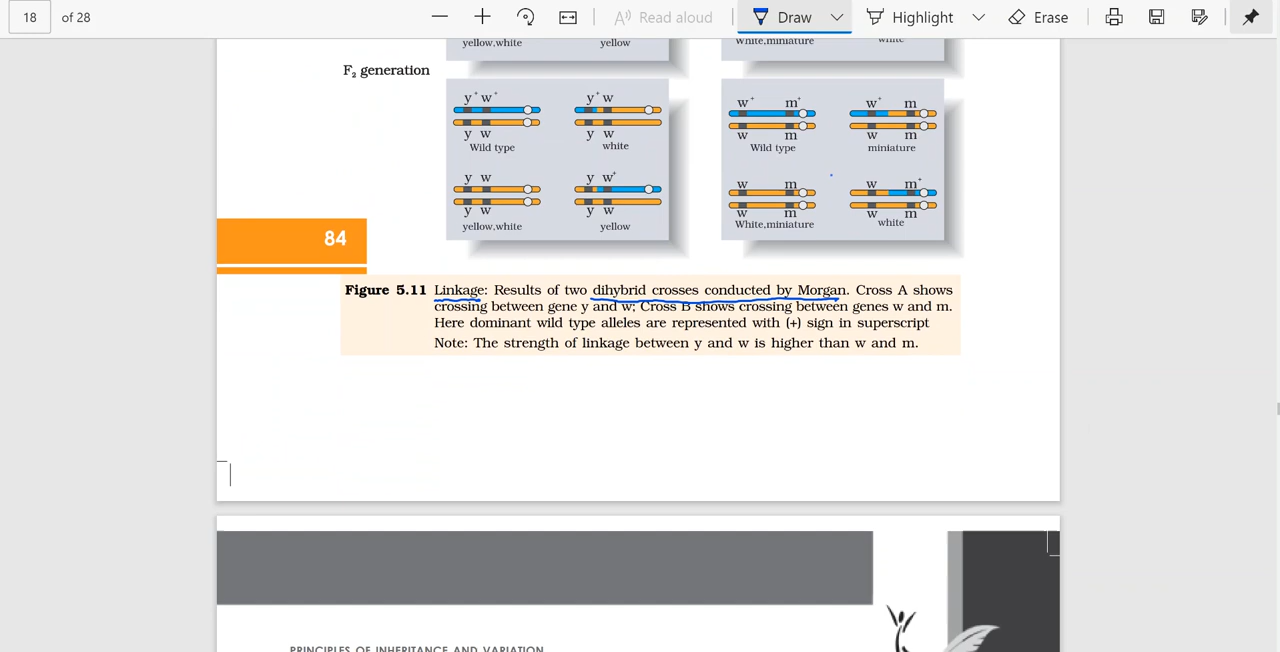 18 of 28 Read aloud Draw Highlight Erase
yellow,white yellow White,miniature white
F2 generation
y+ w+ y+ w w+ m+ w+ m
y w y w w m w m
Wild type white Wild type miniature
y w y w+ w m w m+
y w y w w m w m
yellow,white yellow White,miniature white
84
Figure 5.11 Linkage: Results of two dihybrid crosses conducted by Morgan. Cross A shows
crossing between gene y and w; Cross B shows crossing between genes w and m.
Here dominant wild type alleles are represented with (+) sign in superscript
Note: The strength of linkage between y and w is higher than w and m.
PRINCIPLES OF INHERITANCE AND VARIATION